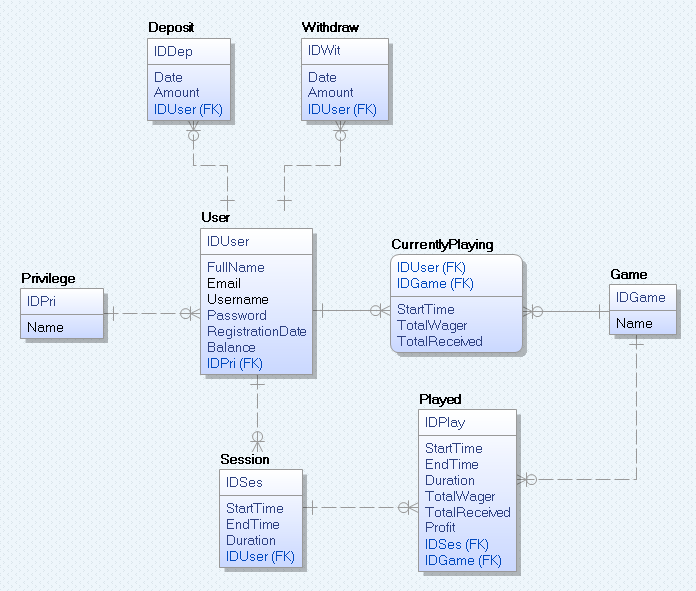 Deposit
IDDep
Date
Amount
IDUser (FK)
Withdraw
IDWit
Date
Amount
IDUser (FK)
User
IDUser
FullName
Email
Username
Password
RegistrationDate
Balance
IDPri (FK)
CurrentlyPlaying
IDUser (FK)
IDGame (FK)
StartTime
TotalWager
TotalReceived
Game
IDGame
Name
Privilege
IDPri
Name
Played
IDPlay
StartTime
EndTime
Duration
TotalWager
TotalReceived
Profit
IDSes (FK)
IDGame (FK)
Session
IDSes
StartTime
EndTime
Duration
IDUser (FK)